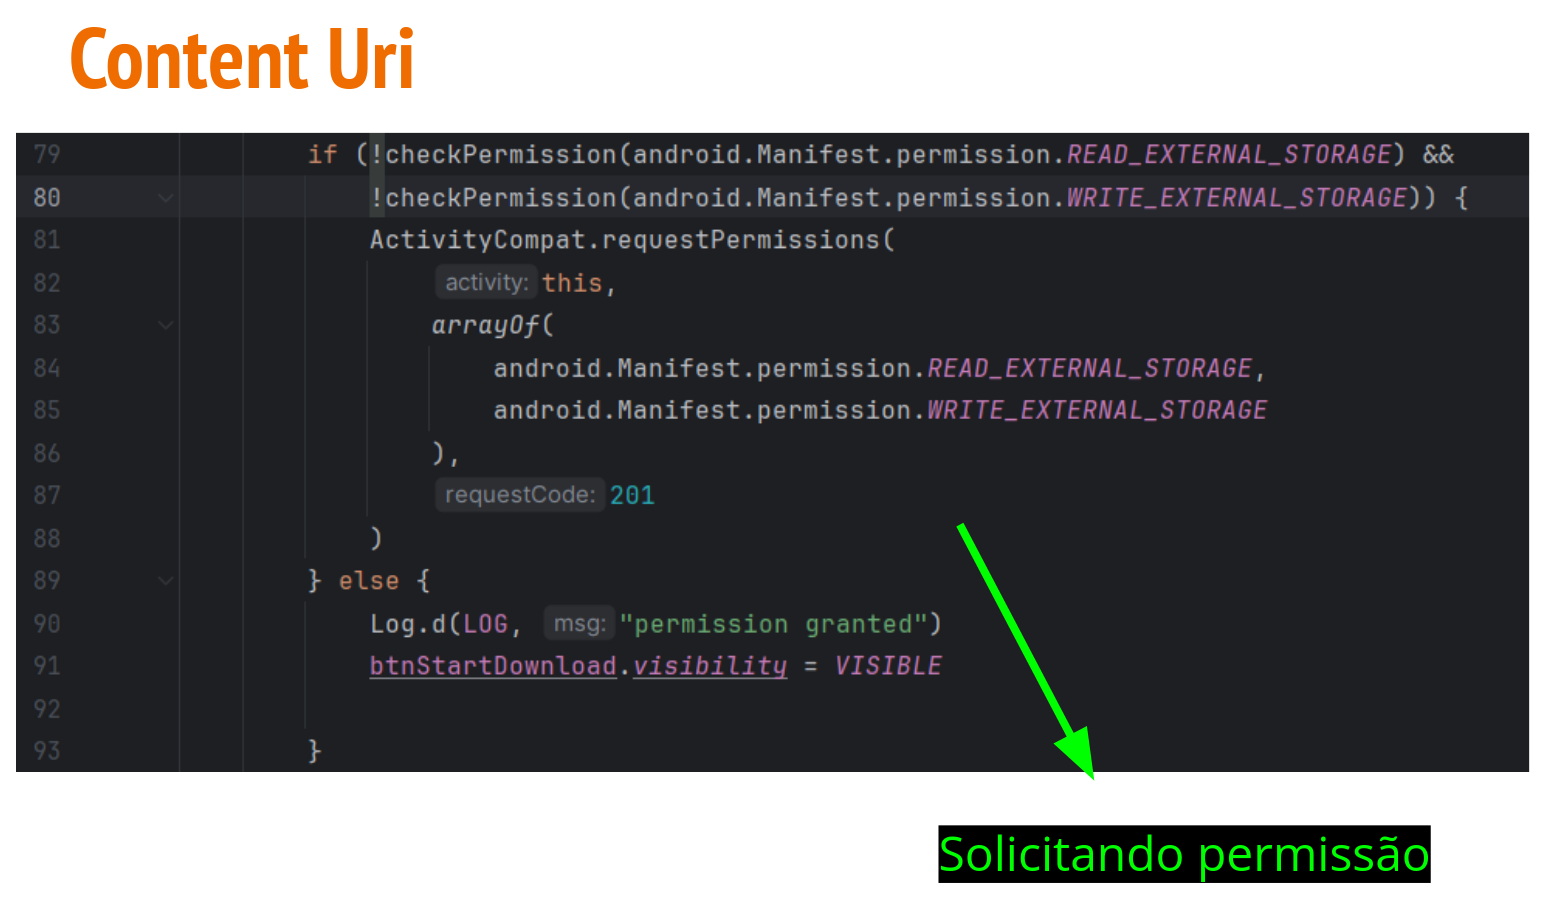 Content Uri
79 if (!checkPermission(android.Manifest.permission.READ_EXTERNAL_STORAGE) &&
80 !checkPermission(android.Manifest.permission.WRITE_EXTERNAL_STORAGE)) {
81 ActivityCompat.requestPermissions(
82 activity: this,
83 arrayOf(
84 android.Manifest.permission.READ_EXTERNAL_STORAGE,
85 android.Manifest.permission.WRITE_EXTERNAL_STORAGE
86 ),
87 requestCode: 201
88 )
89 } else {
90 Log.d(LOG, msg: "permission granted")
91 btnStartDownload.visibility = VISIBLE
92
93 }
Solicitando permissão